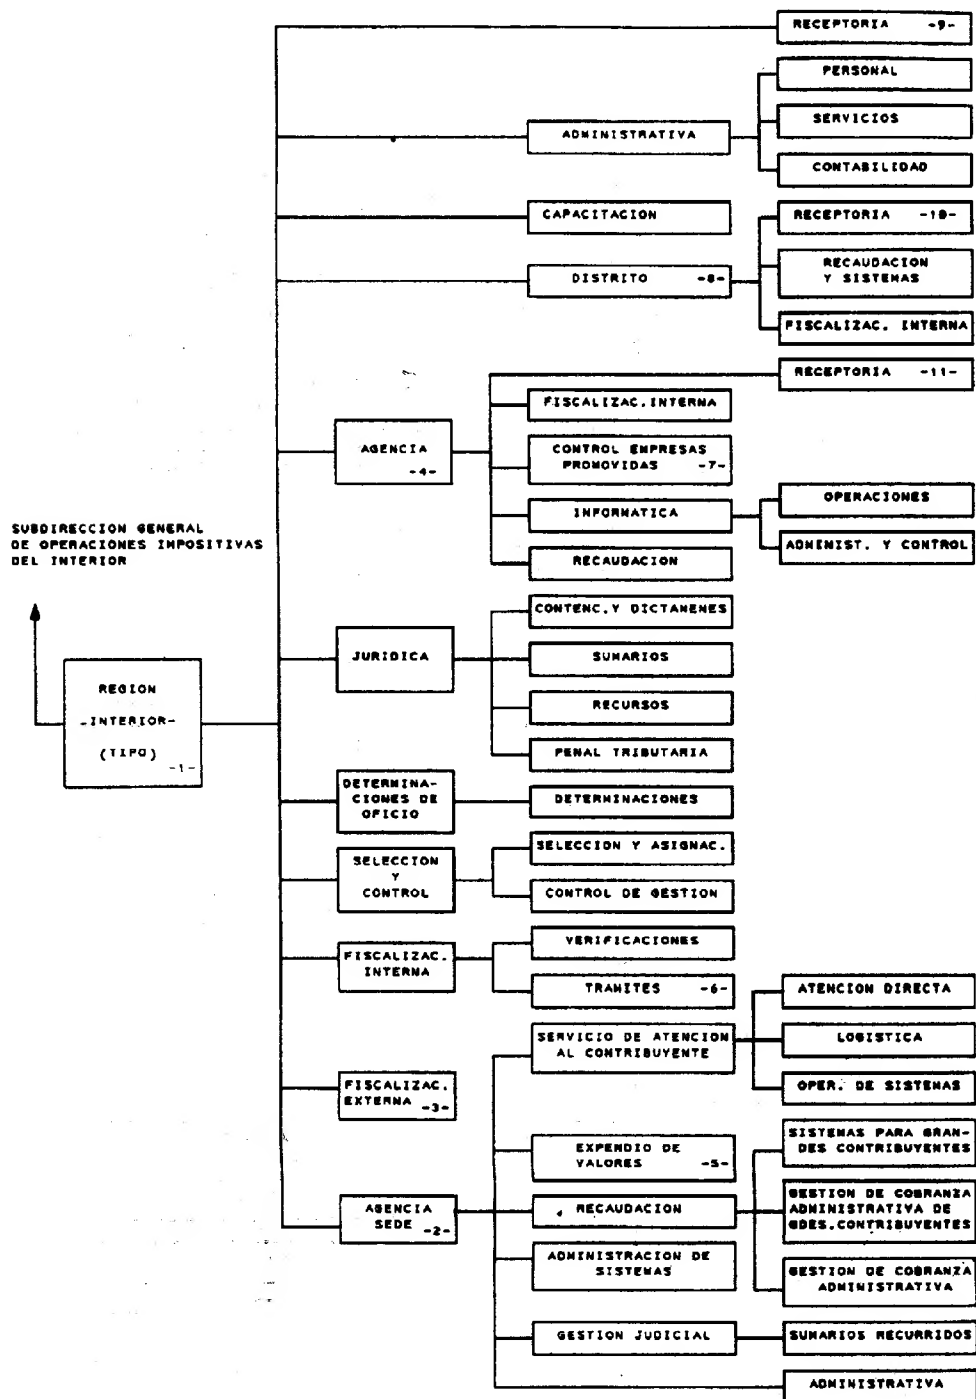 RECEPTORIA -9-
PERSONAL
SERVICIOS
ADMINISTRATIVA
CONTABILIDAD
CAPACITACION
RECEPTORIA -10-
DISTRITO -8-
RECAUDACION
Y SISTEMAS
FISCALIZAC. INTERNA
RECEPTORIA -11-
FISCALIZAC.INTERNA
AGENCIA
-4-
CONTROL EMPRESAS
PROMOVIDAS -7-
INFORMATICA
OPERACIONES
ADMINIST. Y CONTROL
RECAUDACION
SUBDIRECCION GENERAL
DE OPERACIONES IMPOSITIVAS
DEL INTERIOR
REGION
-INTERIOR-
(TIPO)
-1-
JURIDICA
CONTENC.Y DICTAMENES
SUMARIOS
RECURSOS
PENAL TRIBUTARIA
DETERMINA-
CIONES DE
OFICIO
DETERMINACIONES
SELECCION
Y
CONTROL
SELECCION Y ASIGNAC.
CONTROL DE GESTION
FISCALIZAC.
INTERNA
VERIFICACIONES
TRAMITES -6-
SERVICIO DE ATENCION
AL CONTRIBUYENTE
ATENCION DIRECTA
LOGISTICA
OPER. DE SISTEMAS
FISCALIZAC.
EXTERNA
-3-
AGENCIA
SEDE
-2-
EXPENDIO DE
VALORES -5-
RECAUDACION
SISTEMAS PARA GRAN-
DES CONTRIBUYENTES
GESTION DE COBRANZA
ADMINISTRATIVA DE
GDES.CONTRIBUYENTES
GESTION DE COBRANZA
ADMINISTRATIVA
ADMINISTRACION DE
SISTEMAS
GESTION JUDICIAL
SUMARIOS RECURRIDOS
ADMINISTRATIVA